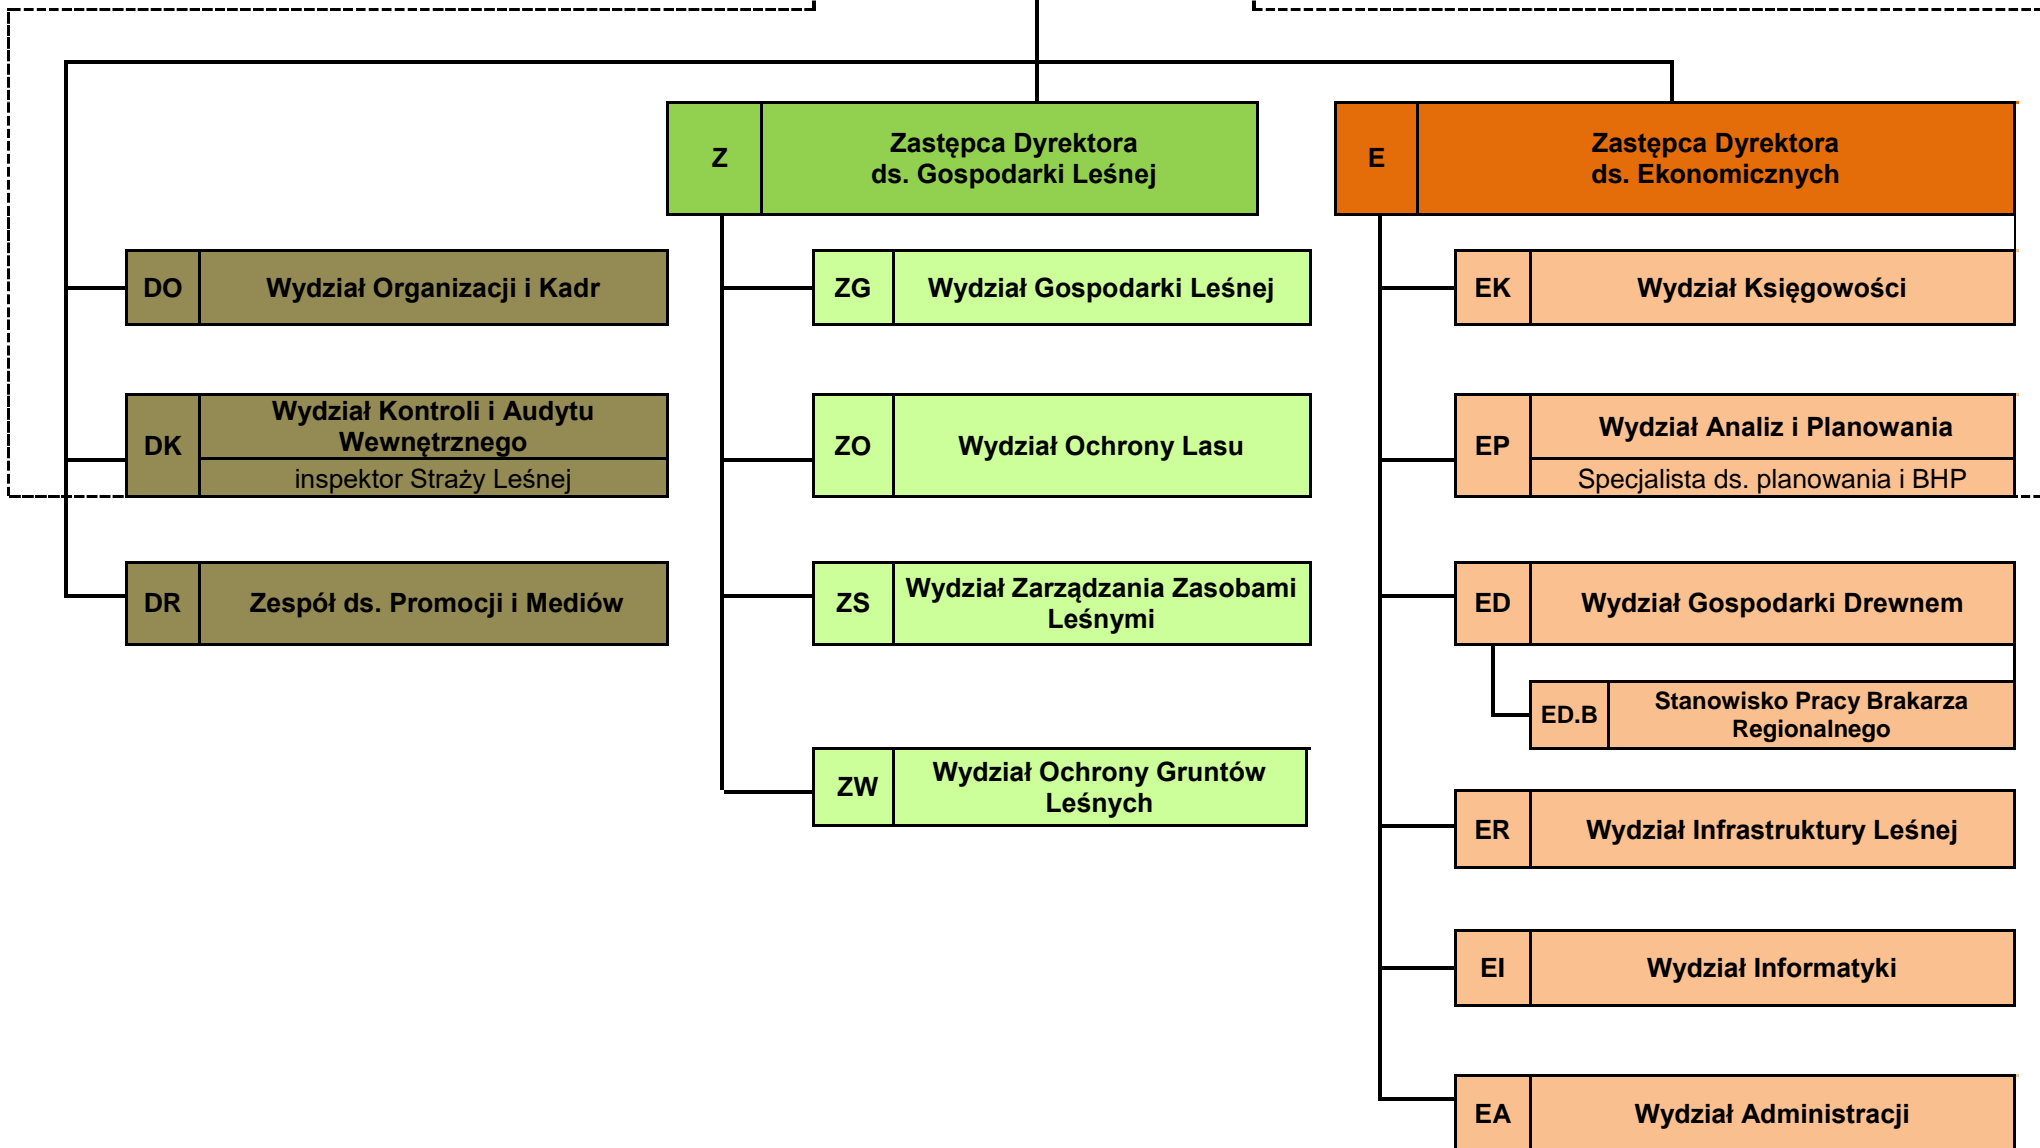 Z
Zastępca Dyrektora
ds. Gospodarki Leśnej
E
Zastępca Dyrektora
ds. Ekonomicznych
DO
Wydział Organizacji i Kadr
DK
Wydział Kontroli i Audytu
Wewnętrznego
inspektor Straży Leśnej
DR
Zespół ds. Promocji i Mediów
ZG
Wydział Gospodarki Leśnej
ZO
Wydział Ochrony Lasu
ZS
Wydział Zarządzania Zasobami
Leśnymi
ZW
Wydział Ochrony Gruntów
Leśnych
EK
Wydział Księgowości
EP
Wydział Analiz i Planowania
Specjalista ds. planowania i BHP
ED
Wydział Gospodarki Drewnem
ED.B
Stanowisko Pracy Brakarza
Regionalnego
ER
Wydział Infrastruktury Leśnej
EI
Wydział Informatyki
EA
Wydział Administracji